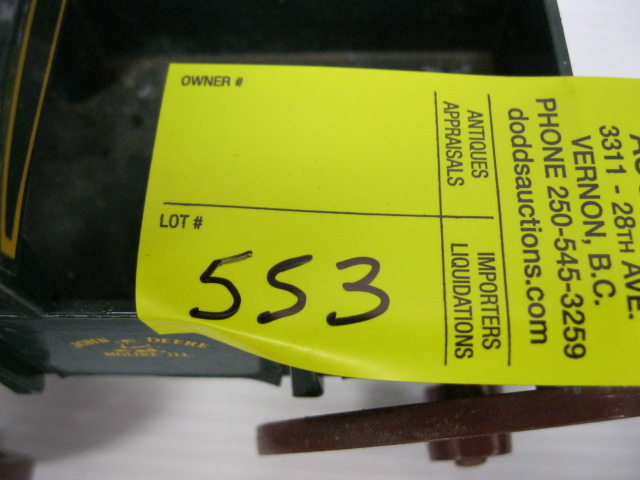 OWNER #
LOT #
553
ANTIQUES
APPRAISALS
IMPORTERS
LIQUIDATIONS
3311 - 28TH AVE.
VERNON, B.C.
PHONE 250-545-3259
doddsauctions.com
JOHN DEERE
MOLINE ILL.